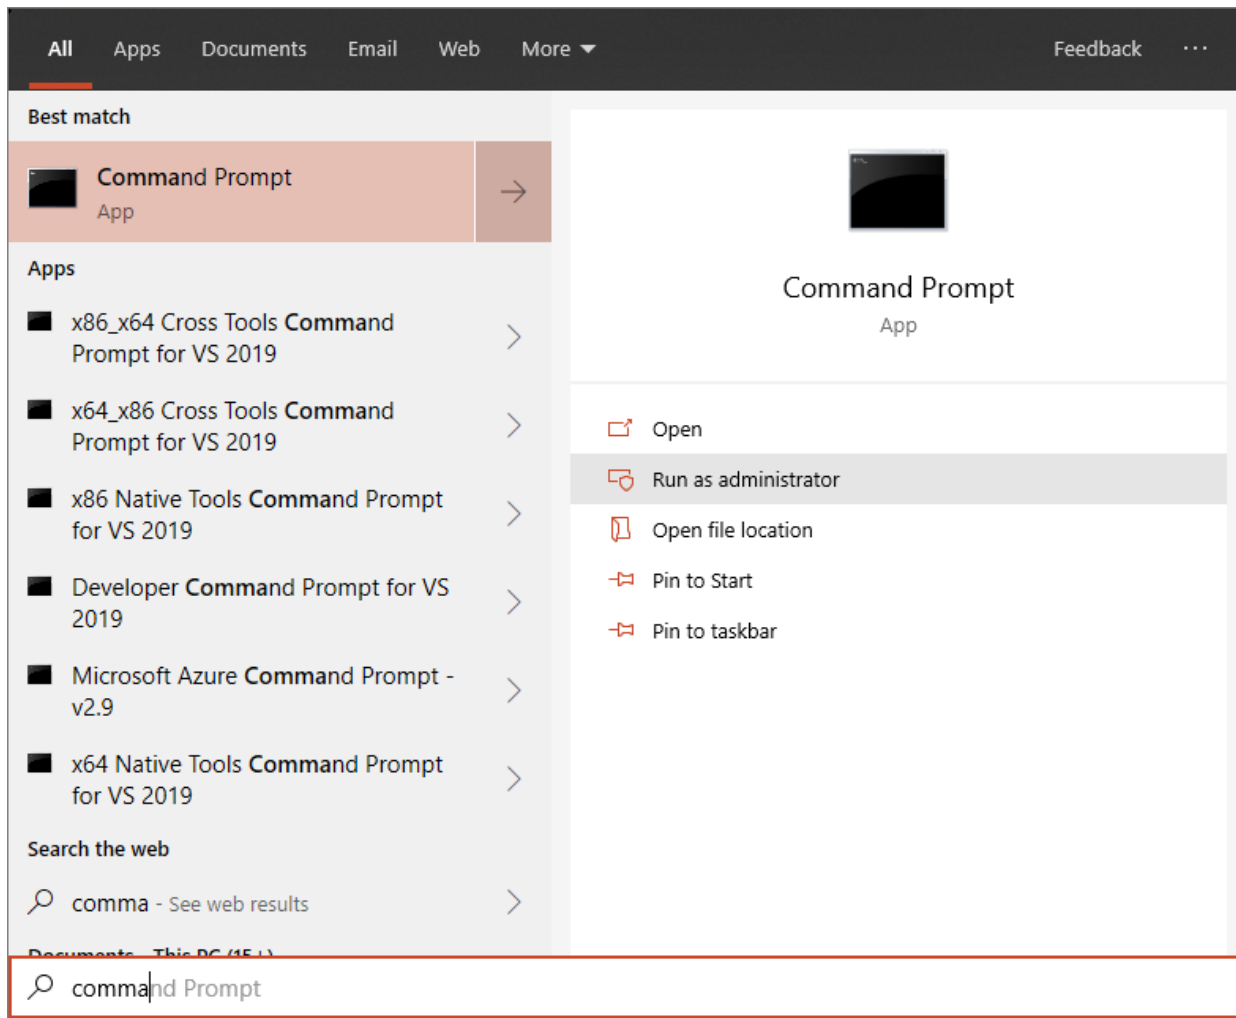 All Apps Documents Email Web More Feedback ...
Best match
Command Prompt
App
Apps
x86_x64 Cross Tools Command
Prompt for VS 2019
x64_x86 Cross Tools Command
Prompt for VS 2019
x86 Native Tools Command Prompt
for VS 2019
Developer Command Prompt for VS
2019
Microsoft Azure Command Prompt -
v2.9
x64 Native Tools Command Prompt
for VS 2019
Search the web
comma - See web results
Documents - This PC (15+)
command Prompt
Command Prompt
App
Open
Run as administrator
Open file location
Pin to Start
Pin to taskbar